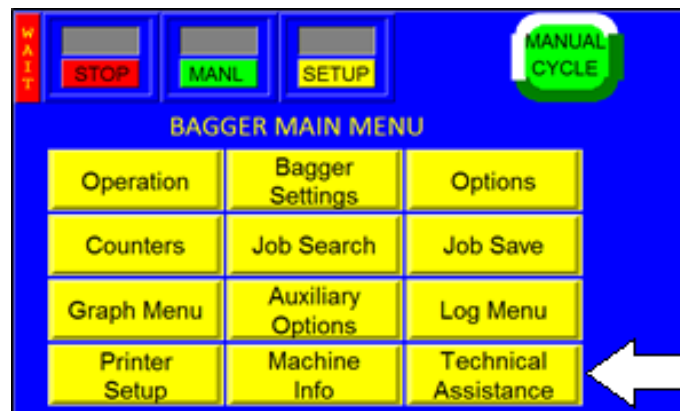 WAIT
STOP
MANL
SETUP
MANUAL
CYCLE
BAGGER MAIN MENU
Operation
Bagger
Settings
Options
Counters
Job Search
Job Save
Graph Menu
Auxiliary
Options
Log Menu
Printer
Setup
Machine
Info
Technical
Assistance